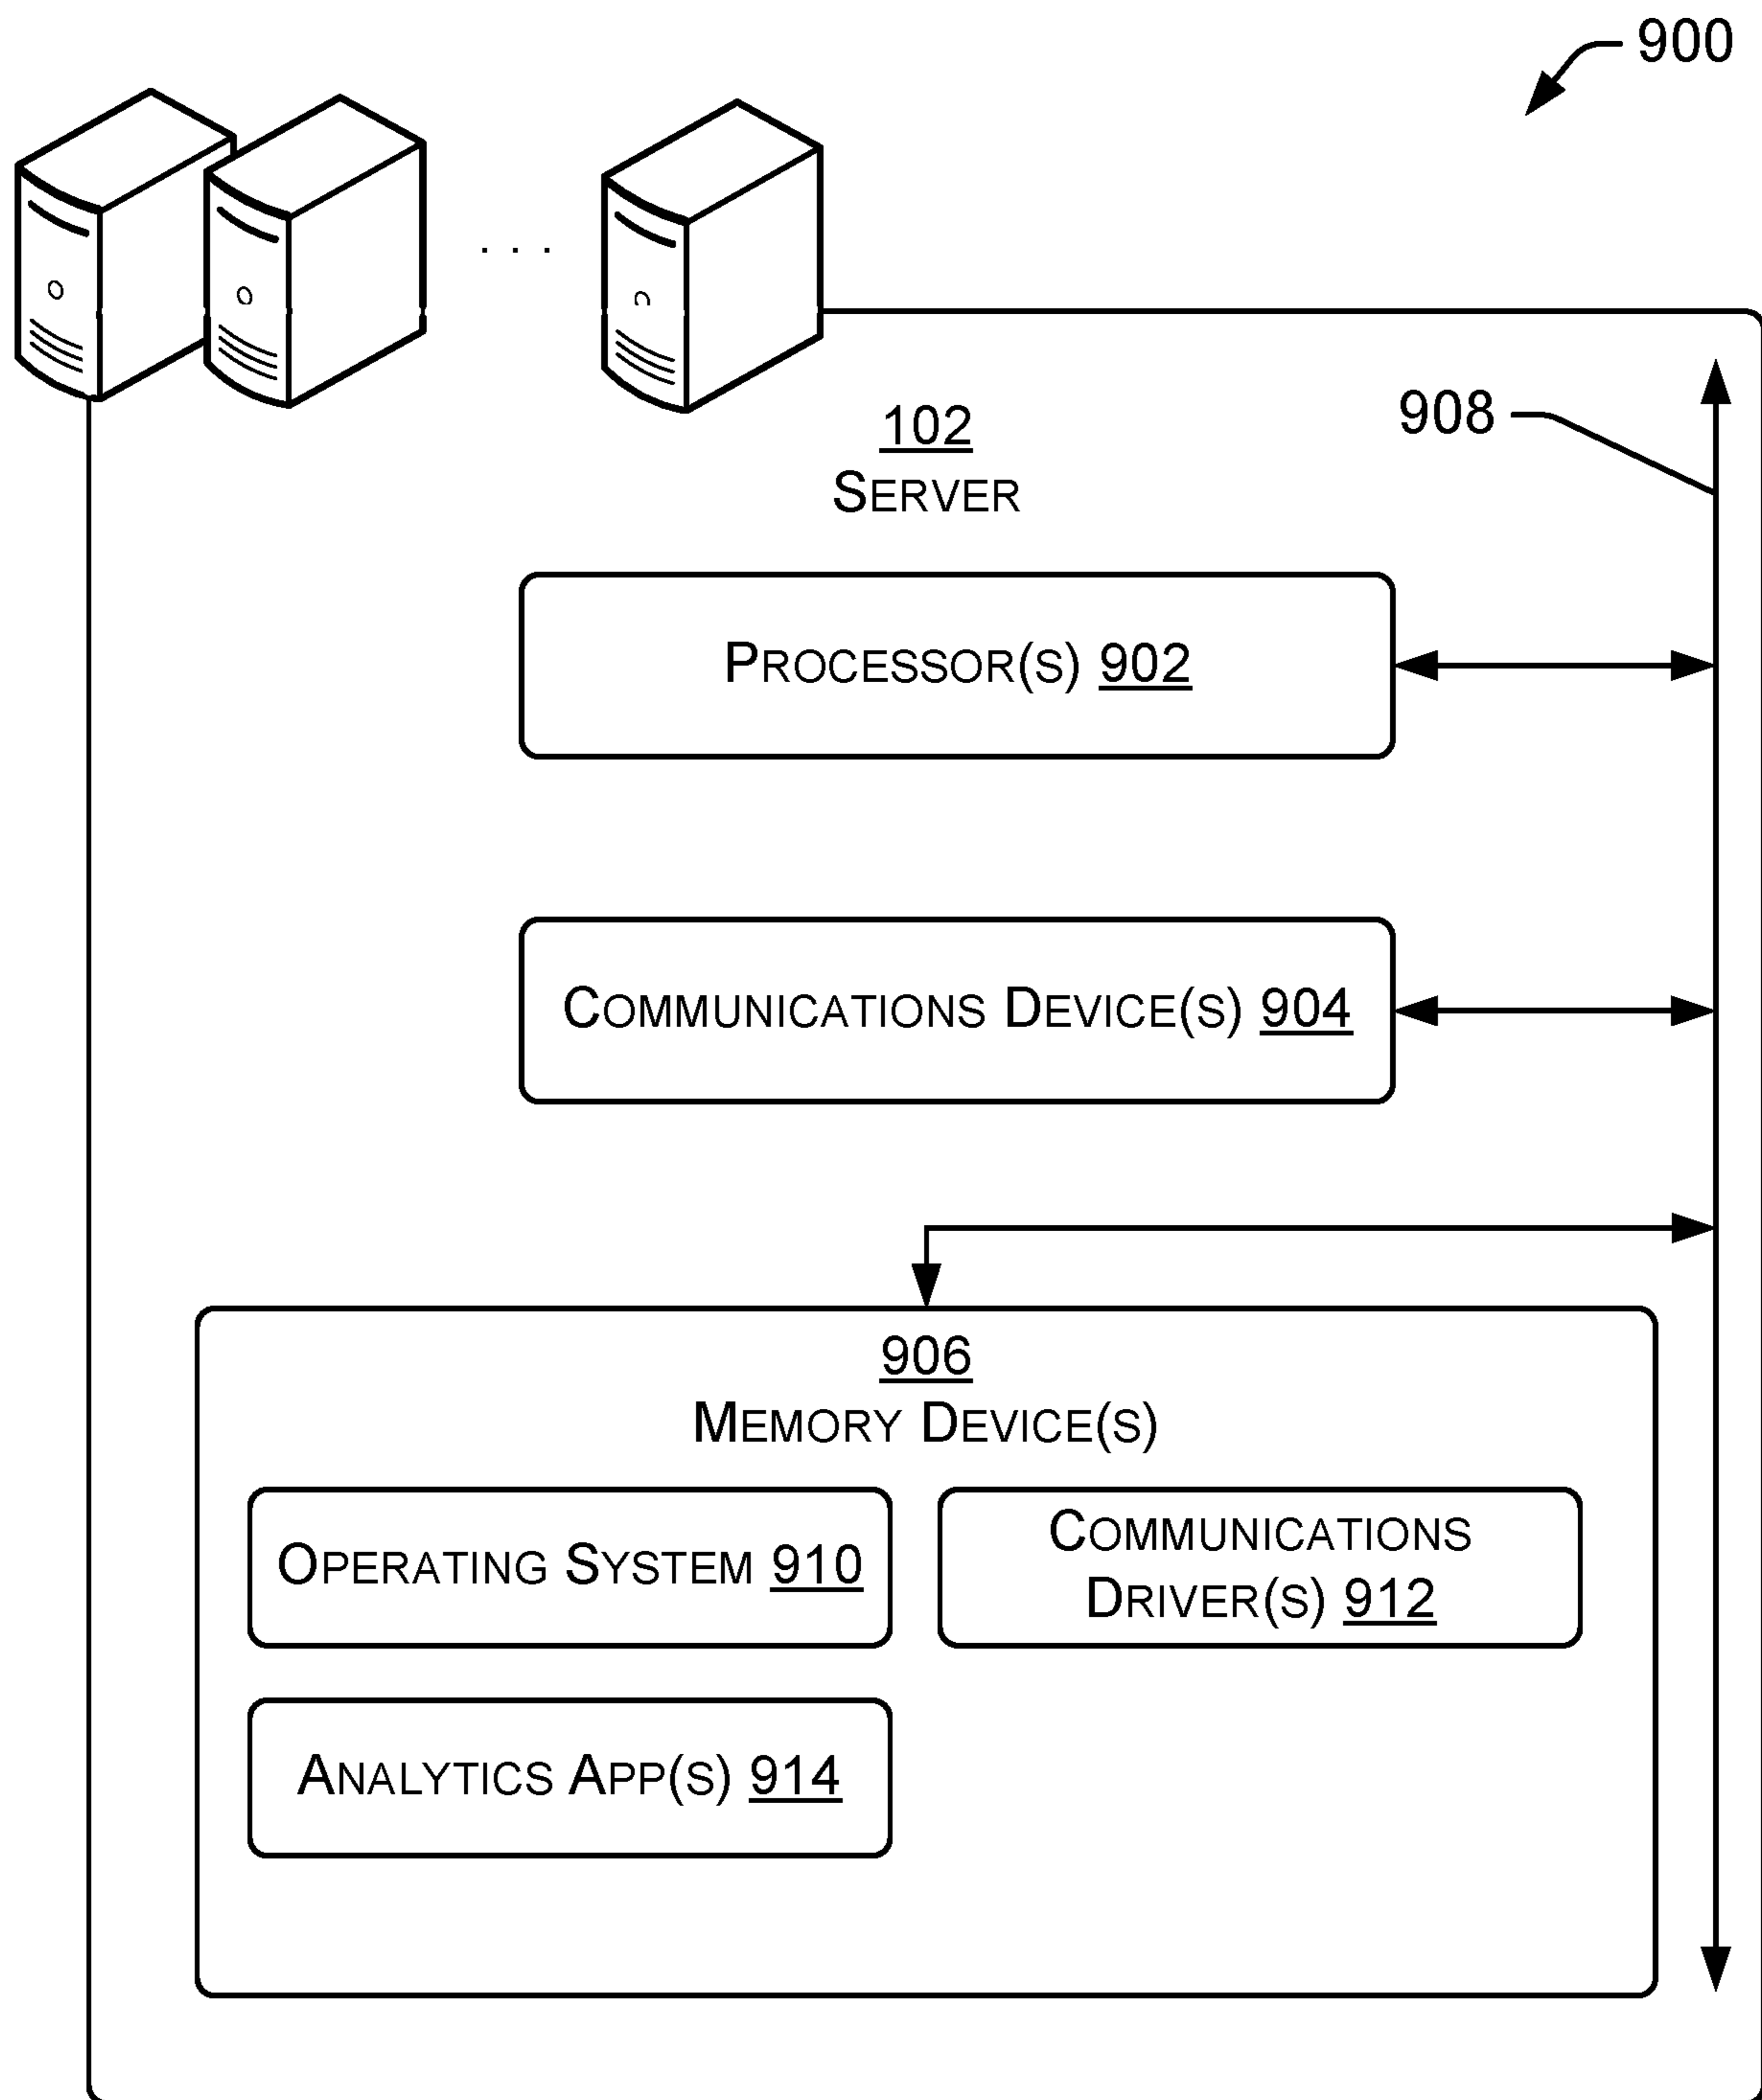 900
. . .
102
SERVER
908
PROCESSOR(S) 902
COMMUNICATIONS DEVICE(S) 904
906
MEMORY DEVICE(S)
OPERATING SYSTEM 910
COMMUNICATIONS
DRIVER(S) 912
ANALYTICS APP(S) 914